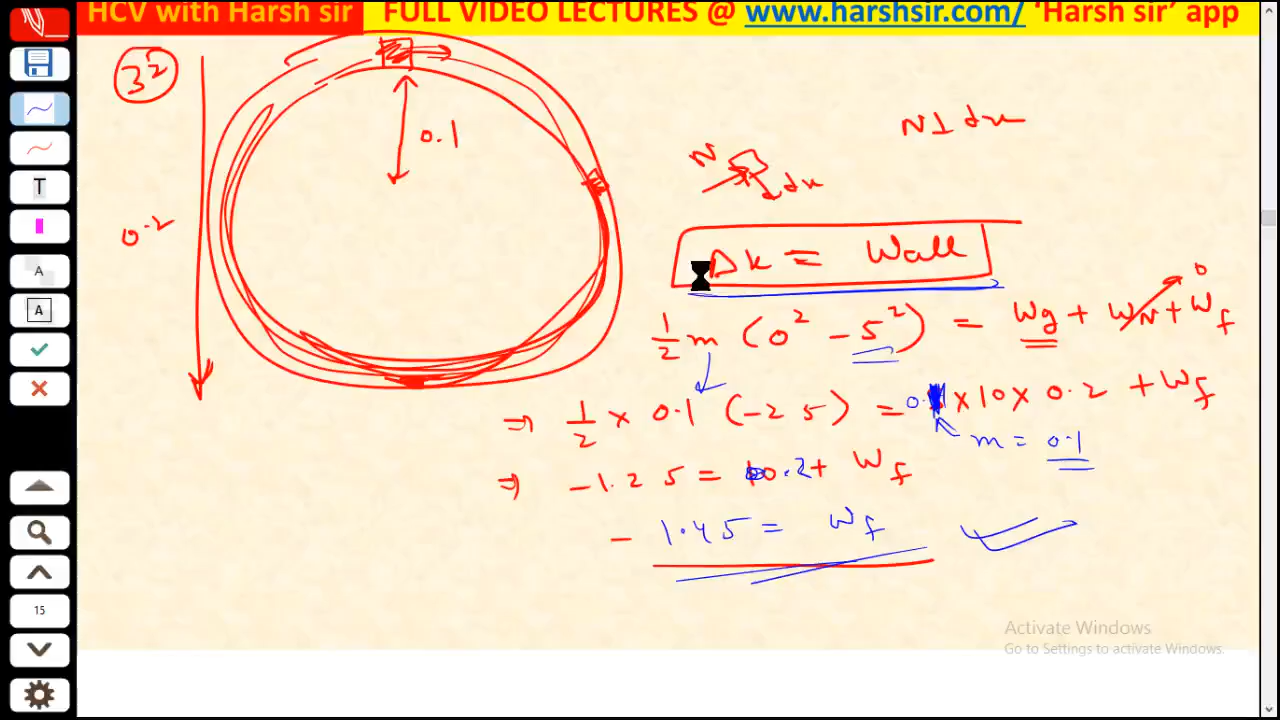 HCV with Harsh sir FULL VIDEO LECTURES @ www.harshsir.com/ 'Harsh sir' app
32
0.1
0.2
N ⊥ dx
N
dx
Δk = Wall
1/2 m (0² - 5²) = Wg + WN + Wf
0
⇒ 1/2 × 0.1 (-25) = 0.1 × 10 × 0.2 + Wf
m = 0.1
⇒ -1.25 = 0.2 + Wf
- 1.45 = Wf
T
A
A
15
Activate Windows
Go to Settings to activate Windows.